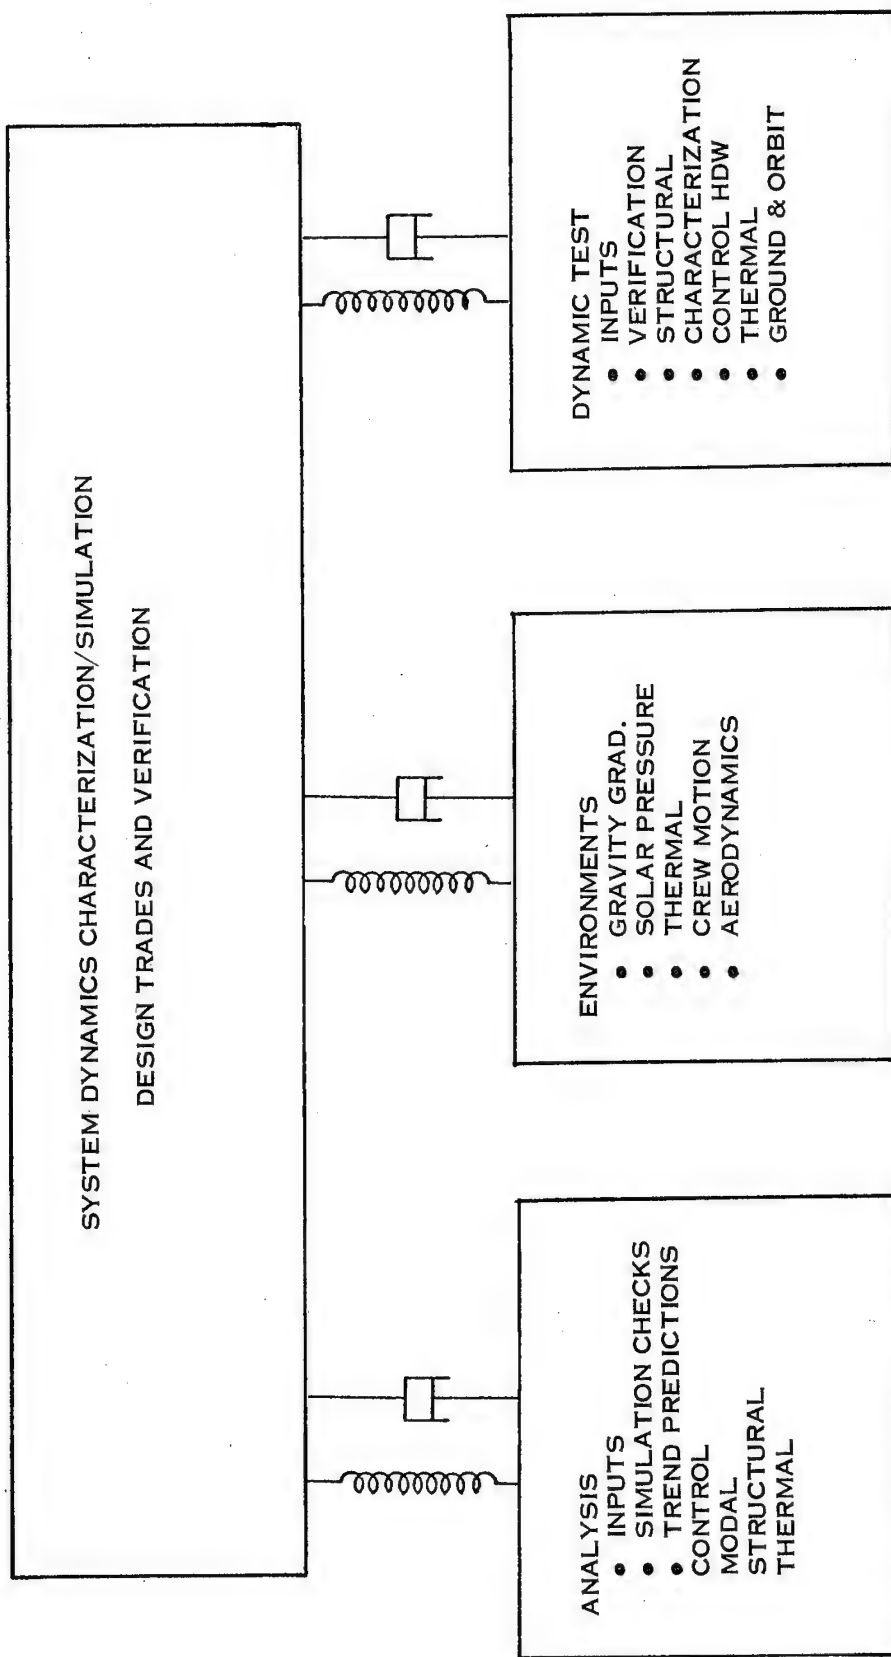 SYSTEM DYNAMICS CHARACTERIZATION/SIMULATION
DESIGN TRADES AND VERIFICATION
ANALYSIS
• INPUTS
• SIMULATION CHECKS
• TREND PREDICTIONS
CONTROL
MODAL
STRUCTURAL
THERMAL
ENVIRONMENTS
• GRAVITY GRAD.
• SOLAR PRESSURE
• THERMAL
• CREW MOTION
• AERODYNAMICS
DYNAMIC TEST
• INPUTS
• VERIFICATION
• STRUCTURAL
• CHARACTERIZATION
• CONTROL HDW
• THERMAL
• GROUND & ORBIT